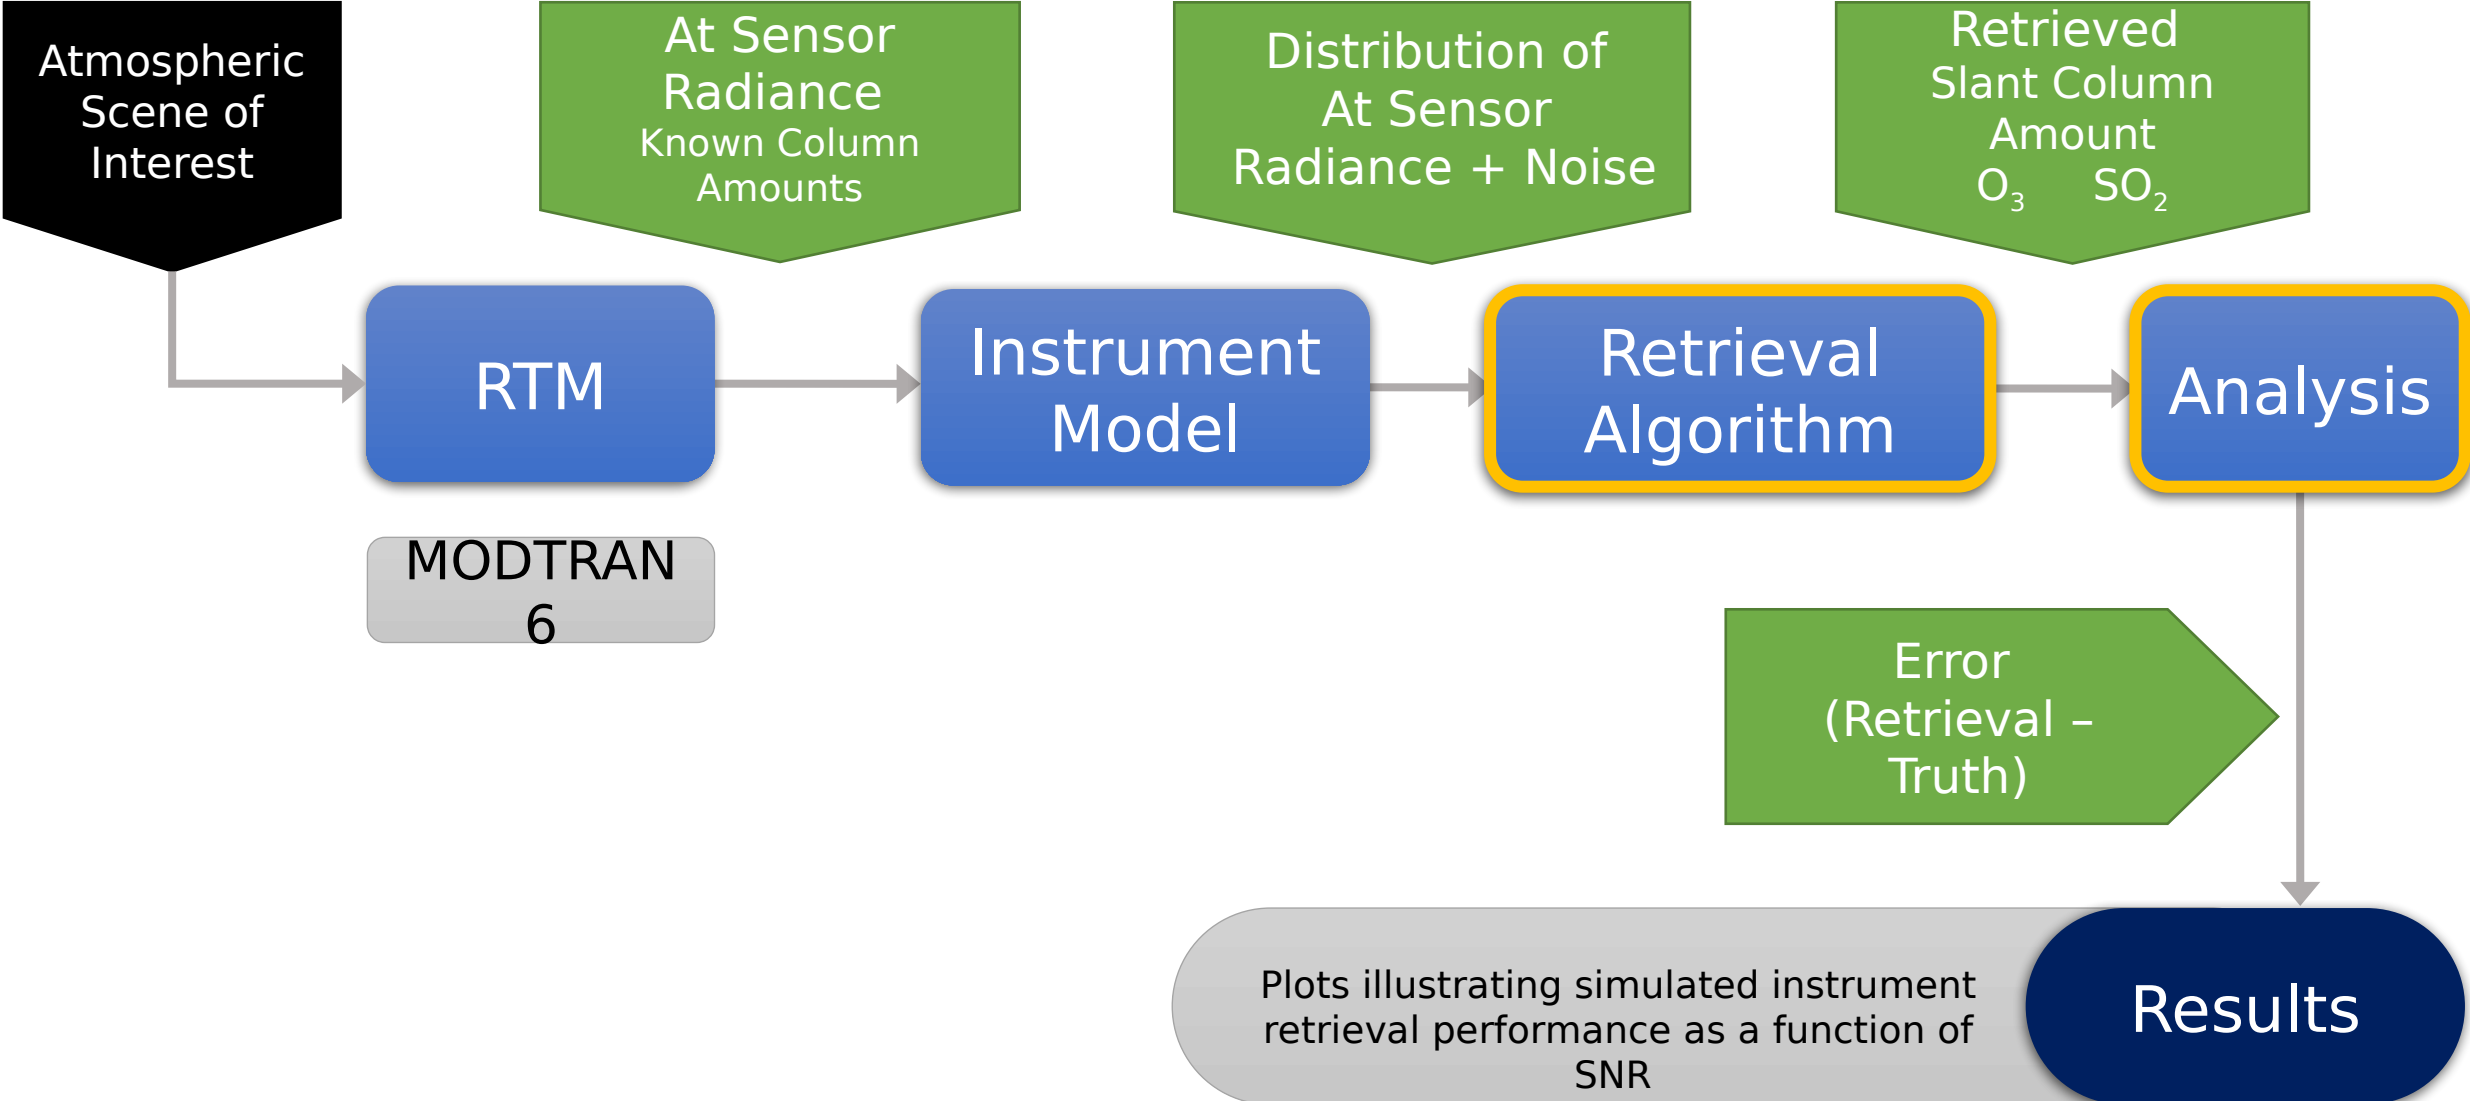 Atmospheric
Scene of
Interest
At Sensor
Radiance
Known Column
Amounts
Distribution of
At Sensor
Radiance + Noise
Retrieved
Slant Column
Amount
O₃ SO₂
RTM
Instrument
Model
Retrieval
Algorithm
Analysis
MODTRAN
6
Error
(Retrieval –
Truth)
Plots illustrating simulated instrument
retrieval performance as a function of
SNR
Results